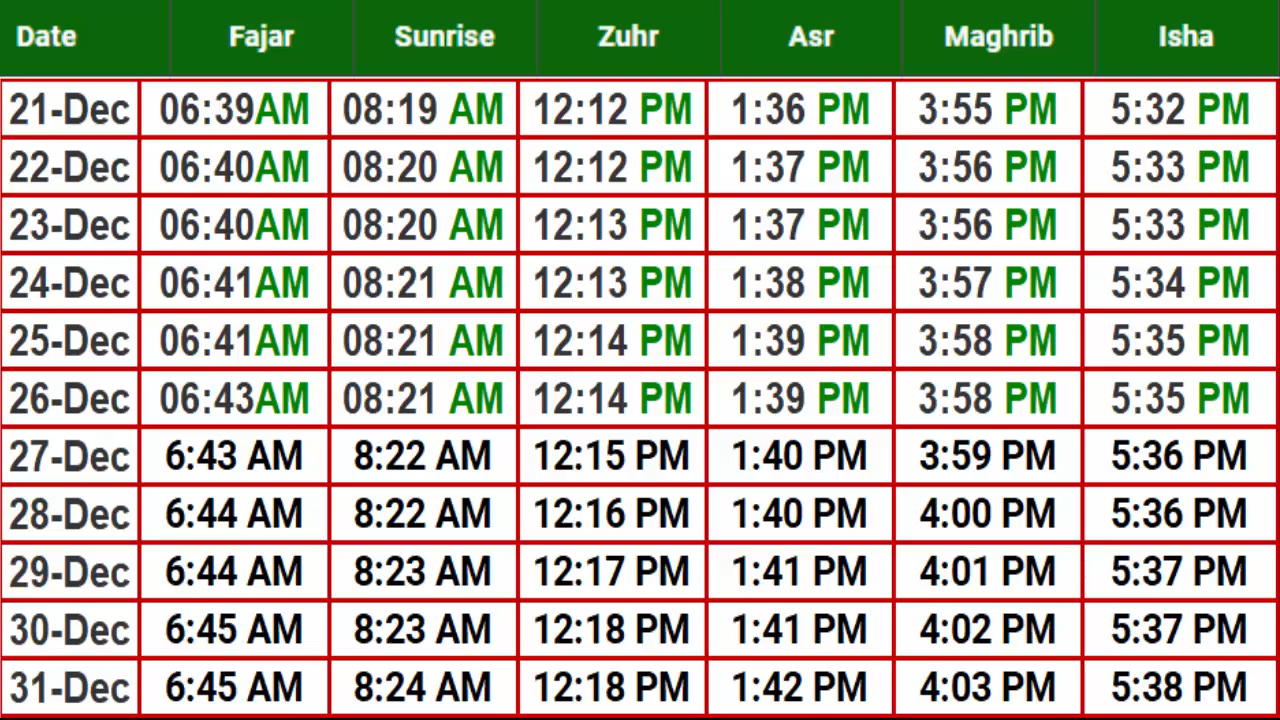 Date Fajar Sunrise Zuhr Asr Maghrib Isha
21-Dec 06:39AM 08:19 AM 12:12 PM 1:36 PM 3:55 PM 5:32 PM
22-Dec 06:40AM 08:20 AM 12:12 PM 1:37 PM 3:56 PM 5:33 PM
23-Dec 06:40AM 08:20 AM 12:13 PM 1:37 PM 3:56 PM 5:33 PM
24-Dec 06:41AM 08:21 AM 12:13 PM 1:38 PM 3:57 PM 5:34 PM
25-Dec 06:41AM 08:21 AM 12:14 PM 1:39 PM 3:58 PM 5:35 PM
26-Dec 06:43AM 08:21 AM 12:14 PM 1:39 PM 3:58 PM 5:35 PM
27-Dec 6:43 AM 8:22 AM 12:15 PM 1:40 PM 3:59 PM 5:36 PM
28-Dec 6:44 AM 8:22 AM 12:16 PM 1:40 PM 4:00 PM 5:36 PM
29-Dec 6:44 AM 8:23 AM 12:17 PM 1:41 PM 4:01 PM 5:37 PM
30-Dec 6:45 AM 8:23 AM 12:18 PM 1:41 PM 4:02 PM 5:37 PM
31-Dec 6:45 AM 8:24 AM 12:18 PM 1:42 PM 4:03 PM 5:38 PM